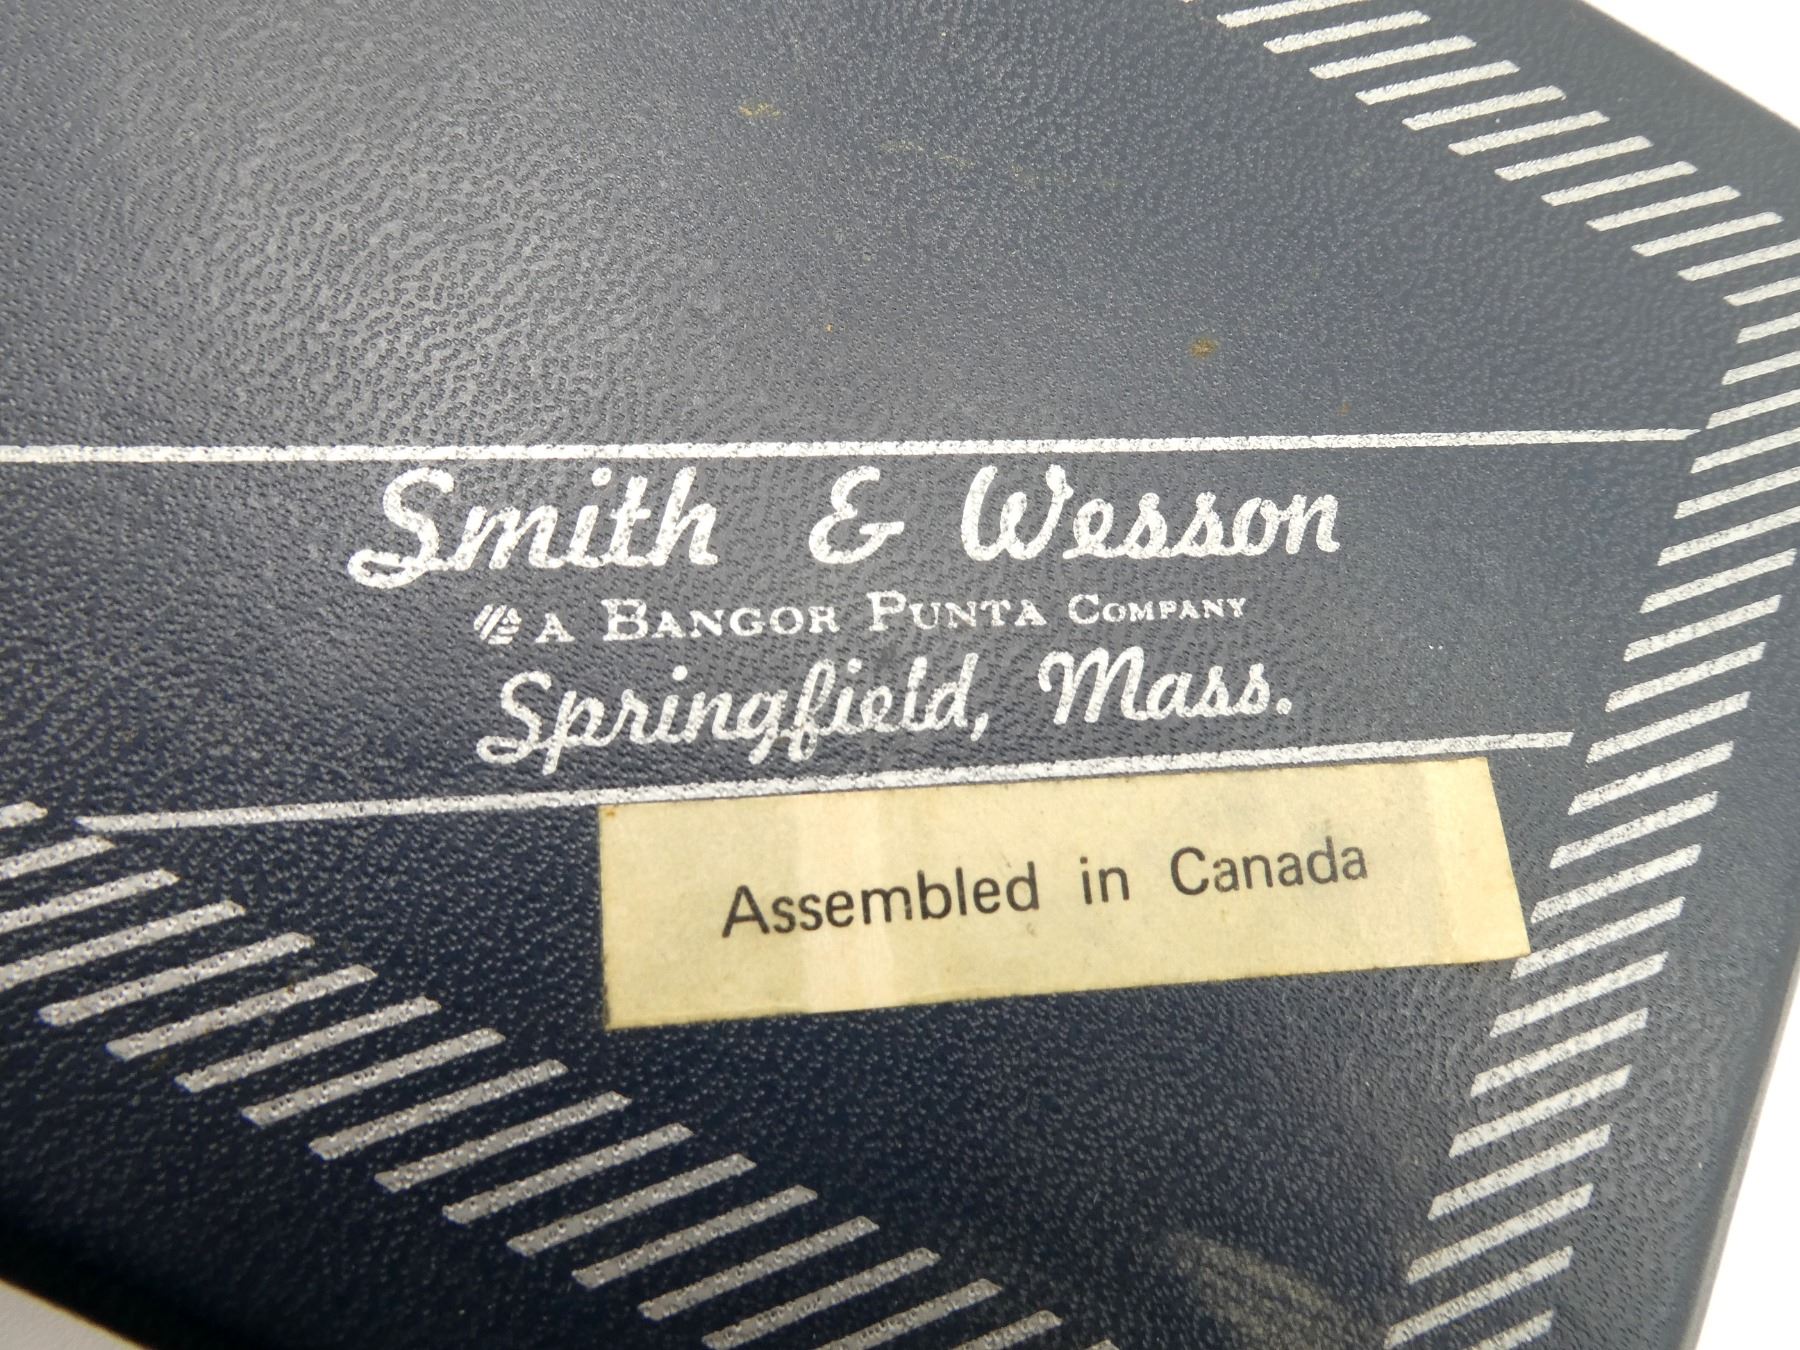 Smith & Wesson
A BANGOR PUNTA COMPANY
Springfield, Mass.
Assembled in Canada